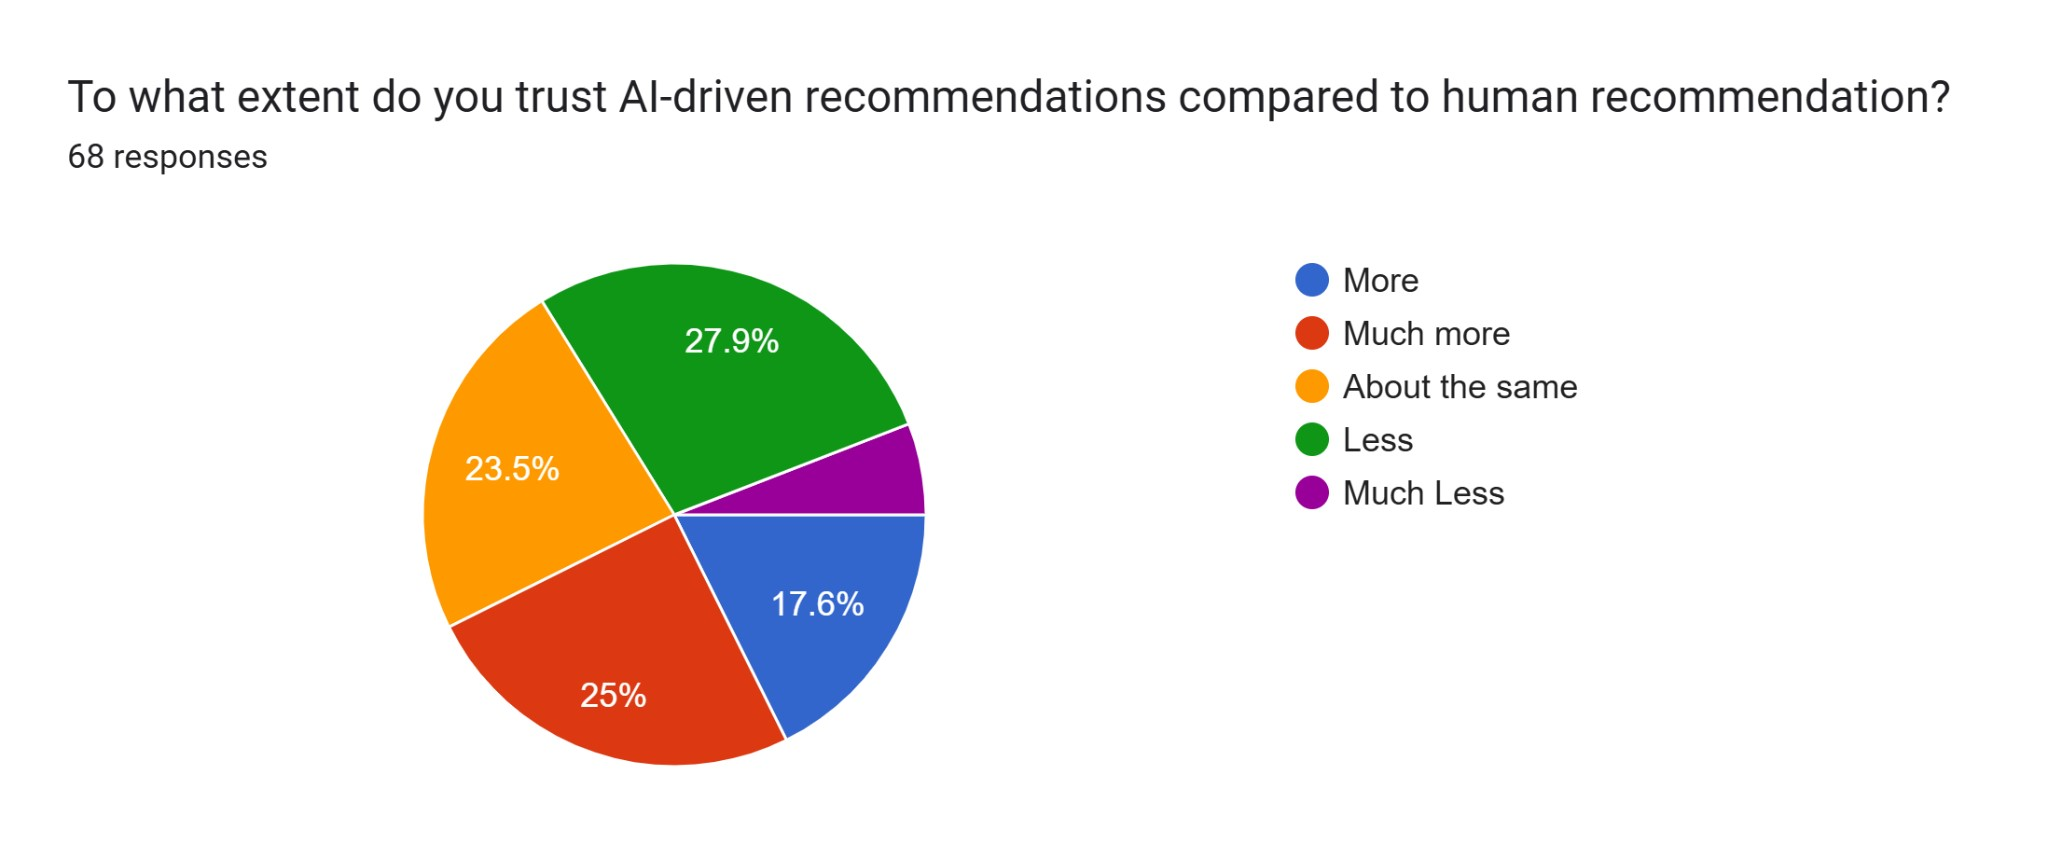 To what extent do you trust AI-driven recommendations compared to human recommendation?
68 responses
27.9%
23.5%
17.6%
25%
More
Much more
About the same
Less
Much Less